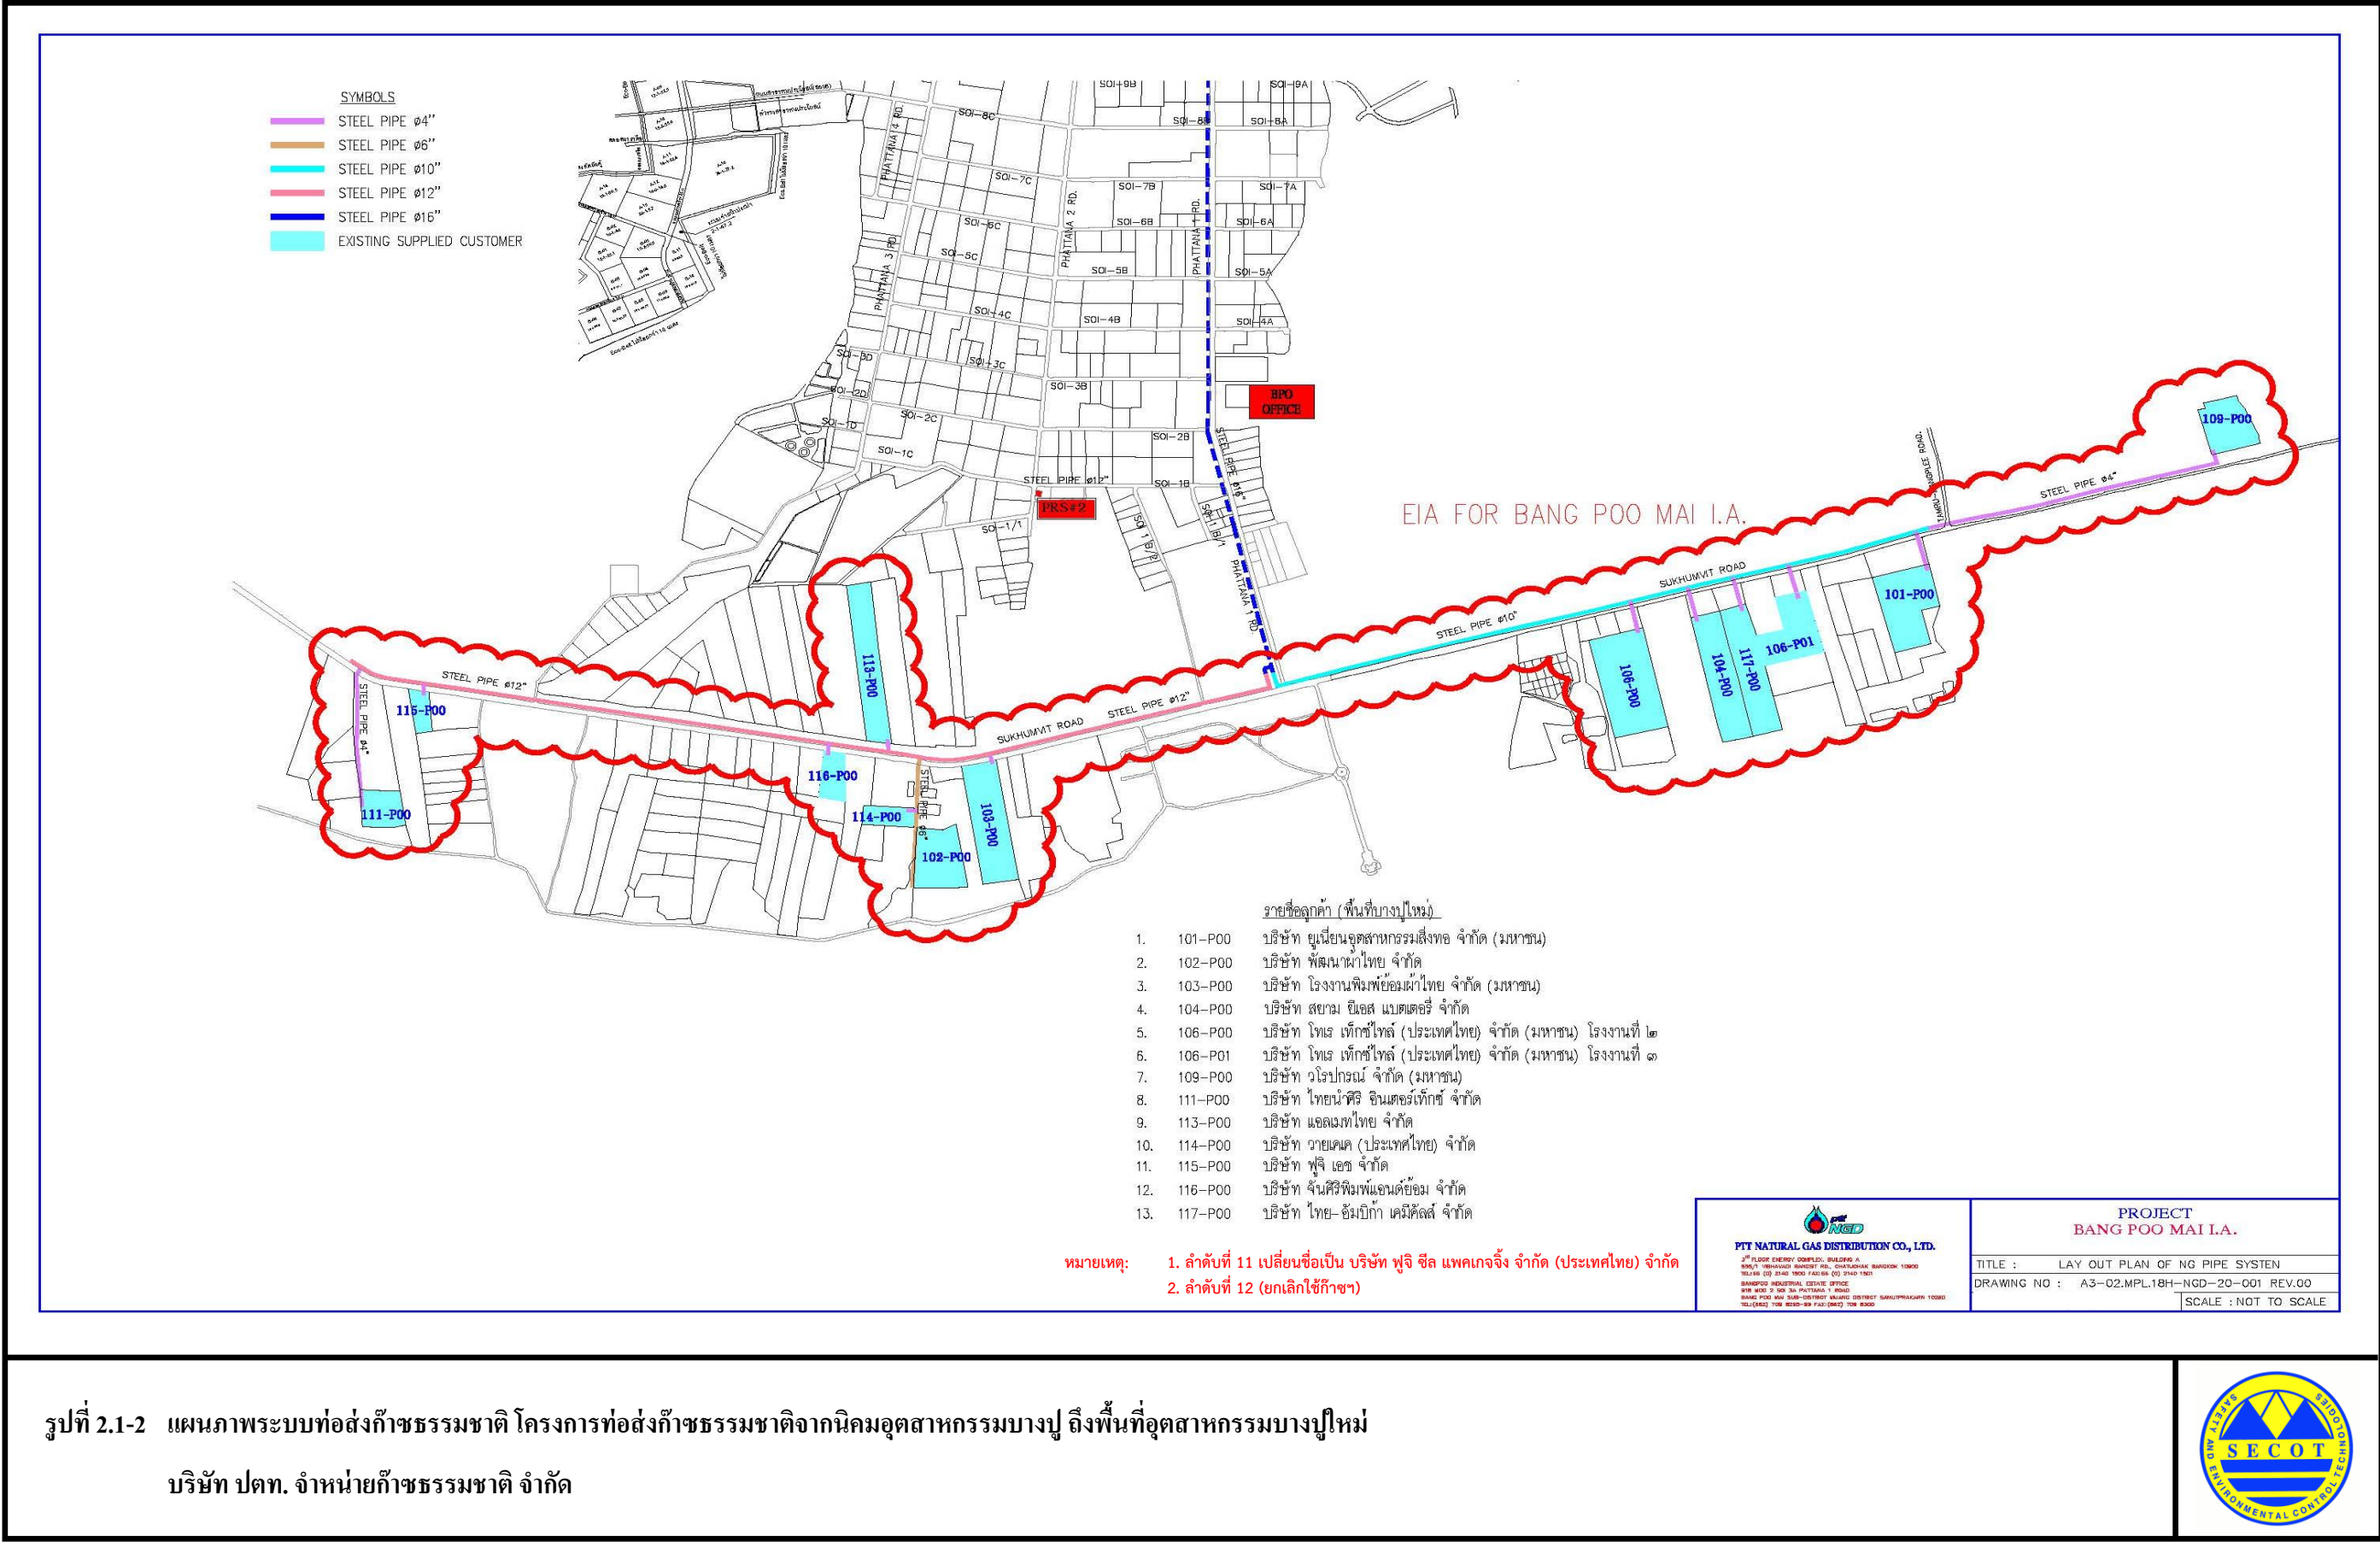 SYMBOLS
STEEL PIPE ø4"
STEEL PIPE ø6"
STEEL PIPE ø10"
STEEL PIPE ø12"
STEEL PIPE ø16"
EXISTING SUPPLIED CUSTOMER
SOI-9B
SOI-9A
SOI-8C
SOI-8B
SOI-8A
PHATTANA 4 RD.
SOI-7C
SOI-7B
SOI-7A
PHATTANA 2 RD.
PHATTANA 1 RD.
SOI-6C
SOI-6B
SOI-6A
PHATTANA 3 RD.
SOI-5C
SOI-5B
SOI-5A
SOI-4C
SOI-4B
SOI-4A
SOI-3D
SOI-3C
SOI-3B
BPO
OFFICE
SOI-2D
SOI-2C
SOI-2B
SOI-1D
SOI-1C
STEEL PIPE ø12"
SOI-1B
STEEL PIPE ø16"
PRS#2
SOI-1/1
SOI 1B/2
SOI 1B/1
PHATTANA 1 RD.
EIA FOR BANG POO MAI I.A.
109-P00
STEEL PIPE ø4"
SUKHUMVIT ROAD
STEEL PIPE ø10"
101-P00
106-P01
117-P00
104-P00
106-P00
113-P00
STEEL PIPE ø12"
STEEL PIPE ø4"
115-P00
111-P00
SUKHUMVIT ROAD
STEEL PIPE ø12"
116-P00
114-P00
STEEL PIPE ø6"
102-P00
103-P00
รายชื่อลูกค้า (พื้นที่บางปูใหม่)
1. 101-P00 บริษัท ยูเนี่ยนอุตสาหกรรมสิ่งทอ จำกัด (มหาชน)
2. 102-P00 บริษัท พัฒนาผ้าไทย จำกัด
3. 103-P00 บริษัท โรงงานพิมพ์ย้อมผ้าไทย จำกัด (มหาชน)
4. 104-P00 บริษัท สยาม ยีเอส แบตเตอรี่ จำกัด
5. 106-P00 บริษัท โทเร เท็กซ์ไทล์ (ประเทศไทย) จำกัด (มหาชน) โรงงานที่ ๒
6. 106-P01 บริษัท โทเร เท็กซ์ไทล์ (ประเทศไทย) จำกัด (มหาชน) โรงงานที่ ๓
7. 109-P00 บริษัท วโรปกรณ์ จำกัด (มหาชน)
8. 111-P00 บริษัท ไทยนำศิริ อินเตอร์เท็กซ์ จำกัด
9. 113-P00 บริษัท แอลเมทไทย จำกัด
10. 114-P00 บริษัท วายเคเค (ประเทศไทย) จำกัด
11. 115-P00 บริษัท ฟูจิ เอซ จำกัด
12. 116-P00 บริษัท จันศิริพิมพ์แอนด์ย้อม จำกัด
13. 117-P00 บริษัท ไทย-อัมบิก้า เคมีคัลส์ จำกัด
หมายเหตุ: 1. ลำดับที่ 11 เปลี่ยนชื่อเป็น บริษัท ฟูจิ ซีล แพคเกจจิ้ง จำกัด (ประเทศไทย) จำกัด
2. ลำดับที่ 12 (ยกเลิกใช้ก๊าซฯ)
ptt NGD
PTT NATURAL GAS DISTRIBUTION CO., LTD.
PROJECT
BANG POO MAI I.A.
TITLE : LAY OUT PLAN OF NG PIPE SYSTEN
DRAWING NO : A3-02.MPL.18H-NGD-20-001 REV.00
SCALE : NOT TO SCALE
รูปที่ 2.1-2 แผนภาพระบบท่อส่งก๊าซธรรมชาติ โครงการท่อส่งก๊าซธรรมชาติจากนิคมอุตสาหกรรมบางปู ถึงพื้นที่อุตสาหกรรมบางปูใหม่
บริษัท ปตท. จำหน่ายก๊าซธรรมชาติ จำกัด
SAFETY AND ENVIRONMENTAL CONTROL TECHNOLOGIES
SECOT